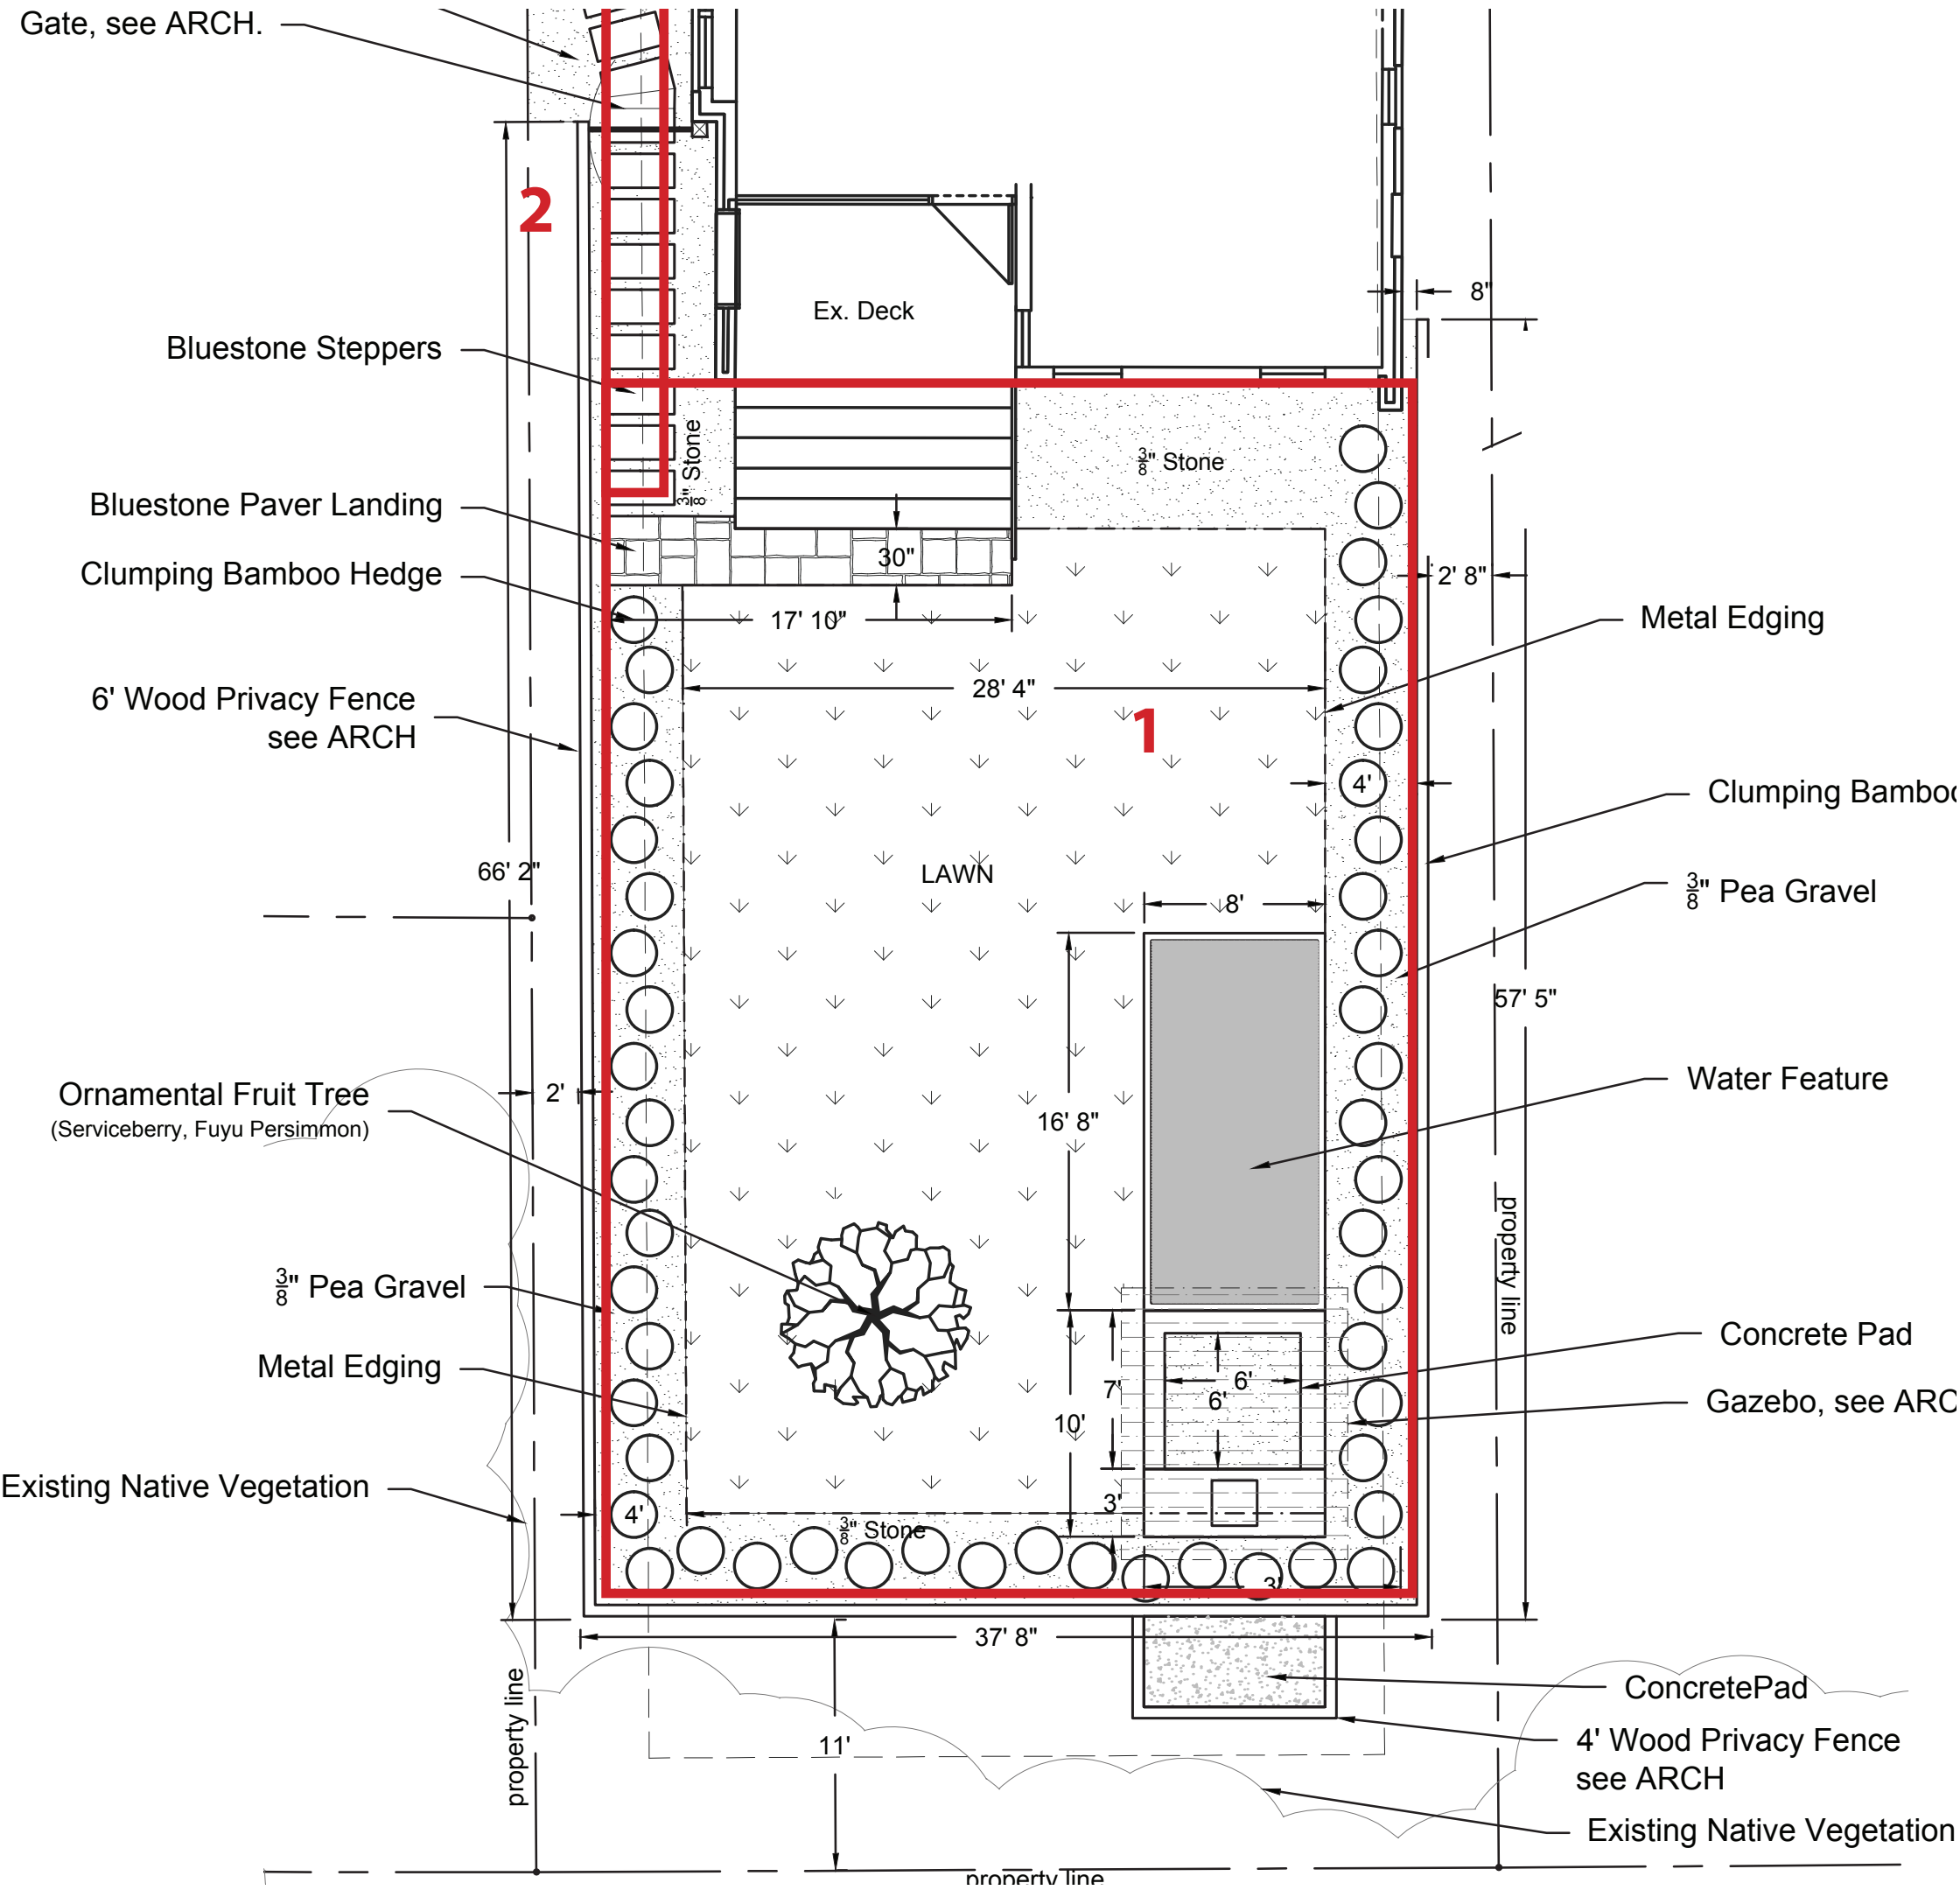 Gate, see ARCH.
2
Ex. Deck
8"
Bluestone Steppers
3/8" Stone
3/8" Stone
Bluestone Paver Landing
30"
Clumping Bamboo Hedge
2' 8"
17' 10"
Metal Edging
6' Wood Privacy Fence
see ARCH
28' 4"
1
4'
Clumping Bamboo
66' 2"
LAWN
8'
3/8" Pea Gravel
57' 5"
Ornamental Fruit Tree
(Serviceberry, Fuyu Persimmon)
2'
16' 8"
Water Feature
property line
3/8" Pea Gravel
Concrete Pad
Metal Edging
7'
6'
6'
10'
Gazebo, see ARC
Existing Native Vegetation
4'
3/8" Stone
3'
3'
37' 8"
property line
ConcretePad
11'
4' Wood Privacy Fence
see ARCH
Existing Native Vegetation
property line